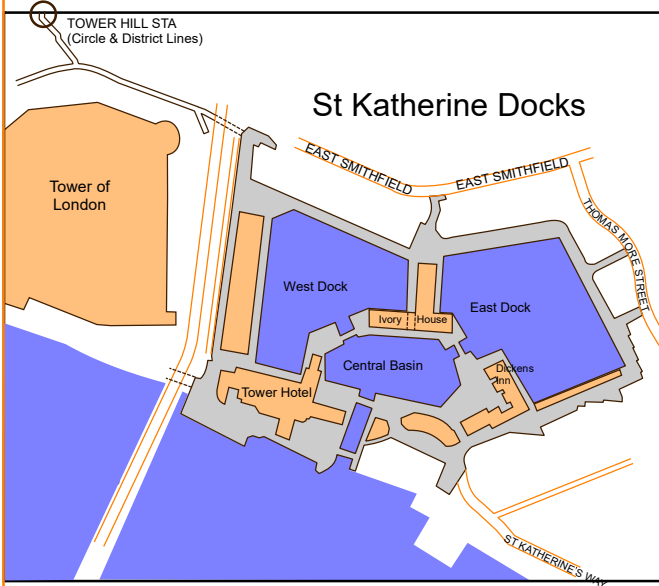 TOWER HILL STA
(Circle & District Lines)
St Katherine Docks
EAST SMITHFIELD
EAST SMITHFIELD
Tower of
London
THOMAS MORE STREET
West Dock
East Dock
Ivory House
Central Basin
Dickens
Inn
Tower Hotel
ST KATHERINE'S WAY